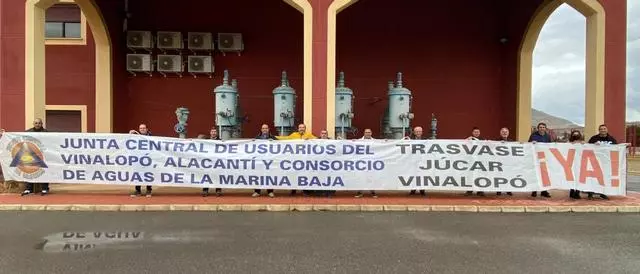 JUNTA CENTRAL DE USUARIOS DEL
VINALOPÓ, ALACANTÍ Y CONSORCIO
DE AGUAS DE LA MARINA BAJA
TRASVASE
JÚCAR
VINALOPÓ
¡YA!